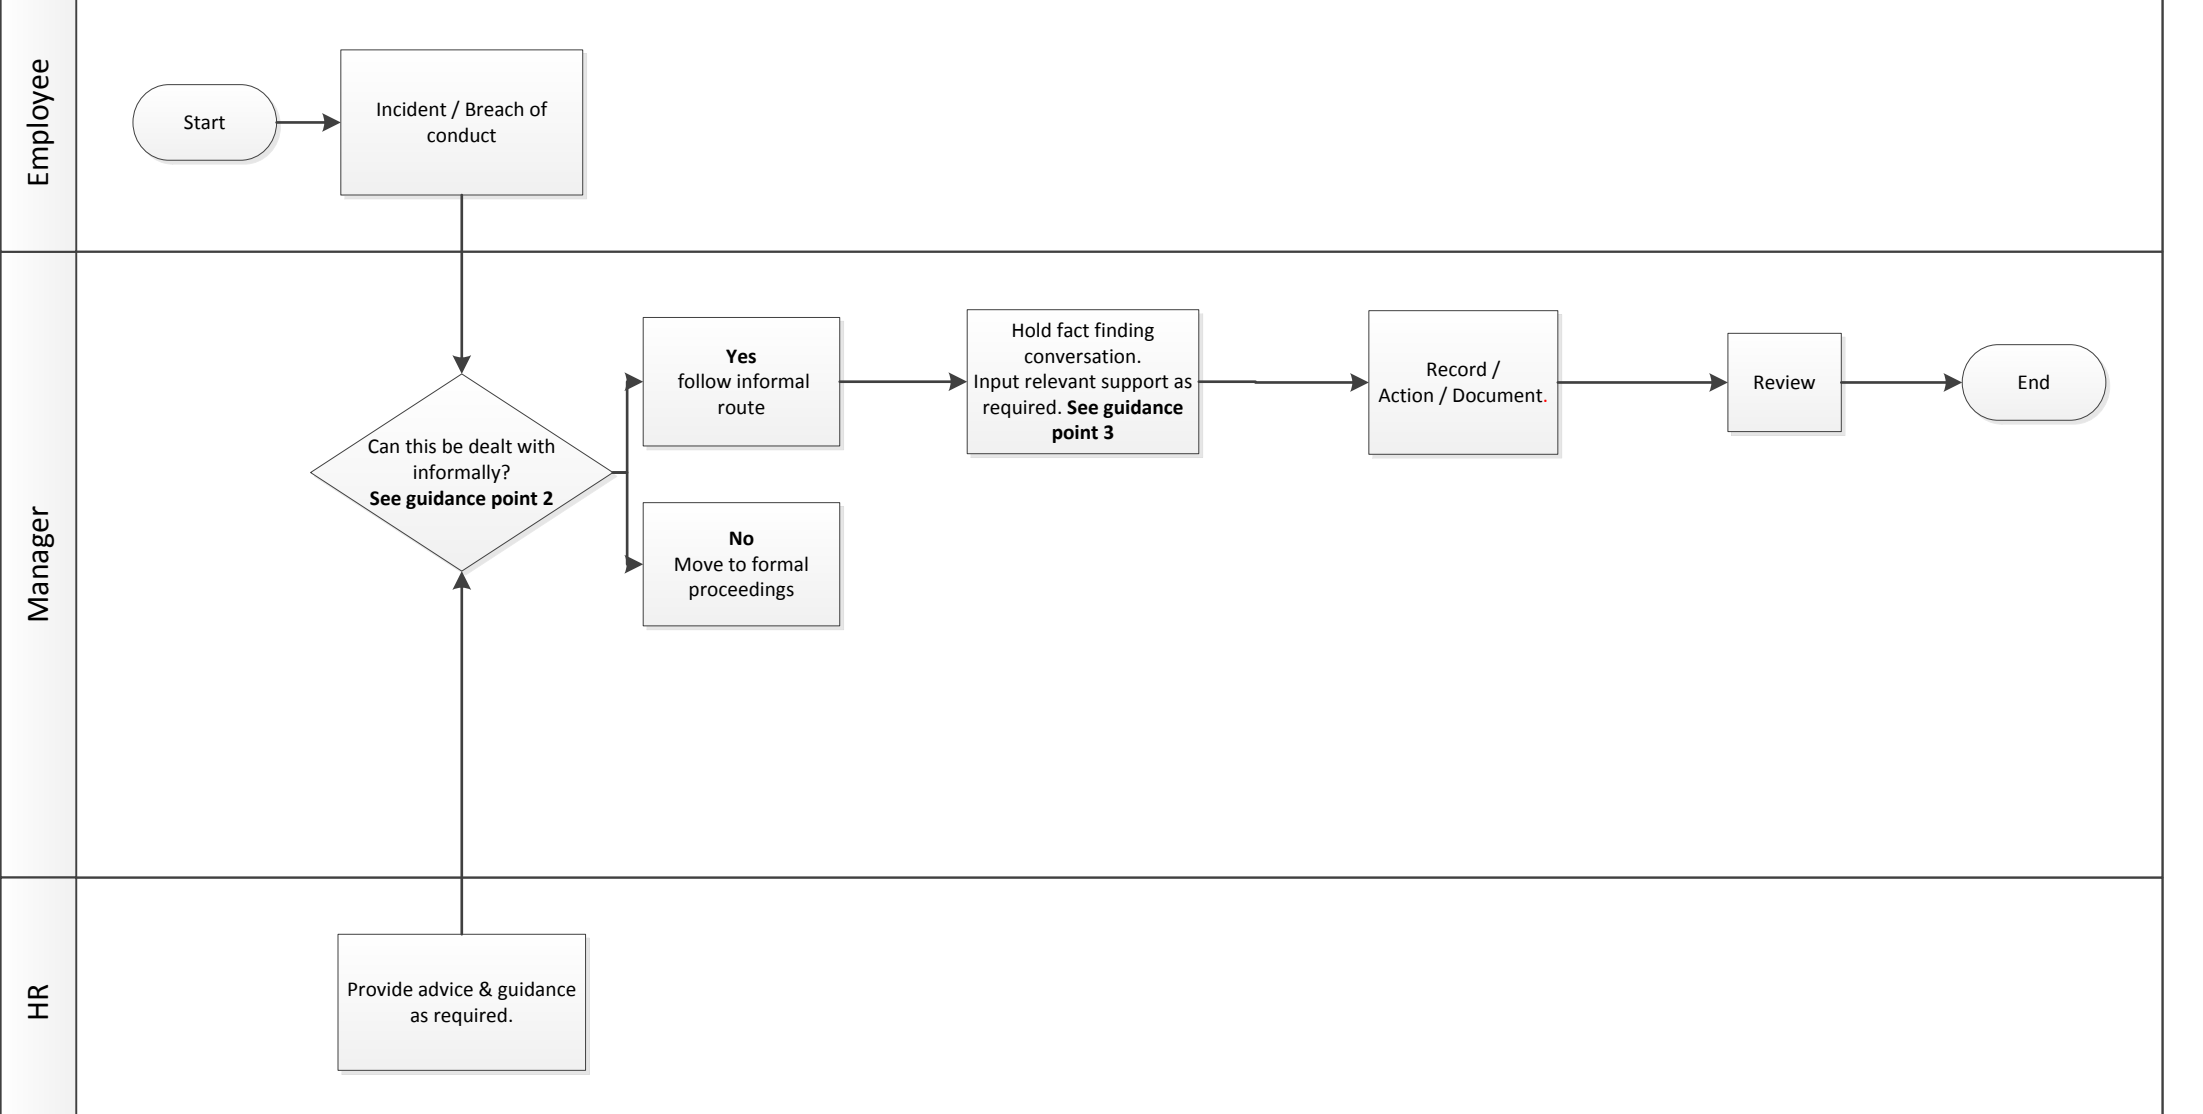 Employee
Start
Incident / Breach of
conduct
Manager
Can this be dealt with
informally?
See guidance point 2
Yes
follow informal
route
No
Move to formal
proceedings
Hold fact finding
conversation.
Input relevant support as
required. See guidance
point 3
Record /
Action / Document.
Review
End
HR
Provide advice & guidance
as required.